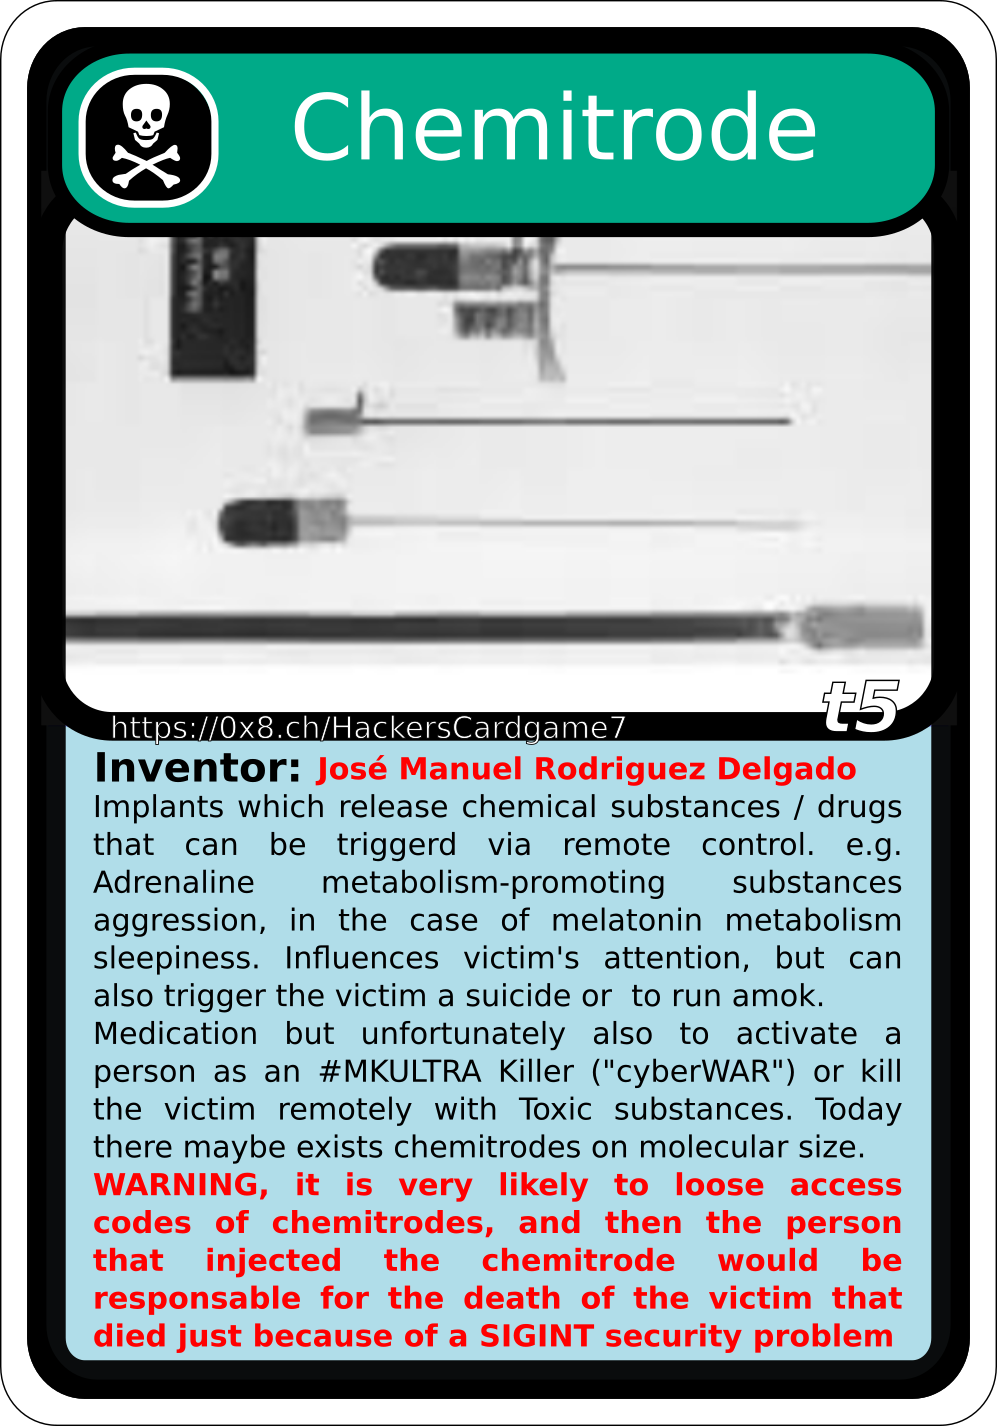 Chemitrode
t5
https://0x8.ch/HackersCardgame7
Inventor: José Manuel Rodriguez Delgado
Implants which release chemical substances / drugs
that can be triggerd via remote control. e.g.
Adrenaline metabolism-promoting substances
aggression, in the case of melatonin metabolism
sleepiness. Influences victim's attention, but can
also trigger the victim a suicide or  to run amok.
Medication but unfortunately also to activate a
person as an #MKULTRA Killer ("cyberWAR") or kill
the victim remotely with Toxic substances. Today
there maybe exists chemitrodes on molecular size.
WARNING, it is very likely to loose access
codes of chemitrodes, and then the person
that injected the chemitrode would be
responsable for the death of the victim that
died just because of a SIGINT security problem